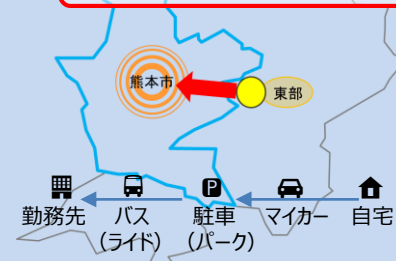 熊本市
東部
勤務先 バス 駐車 マイカー 自宅
(ライド) (パーク)